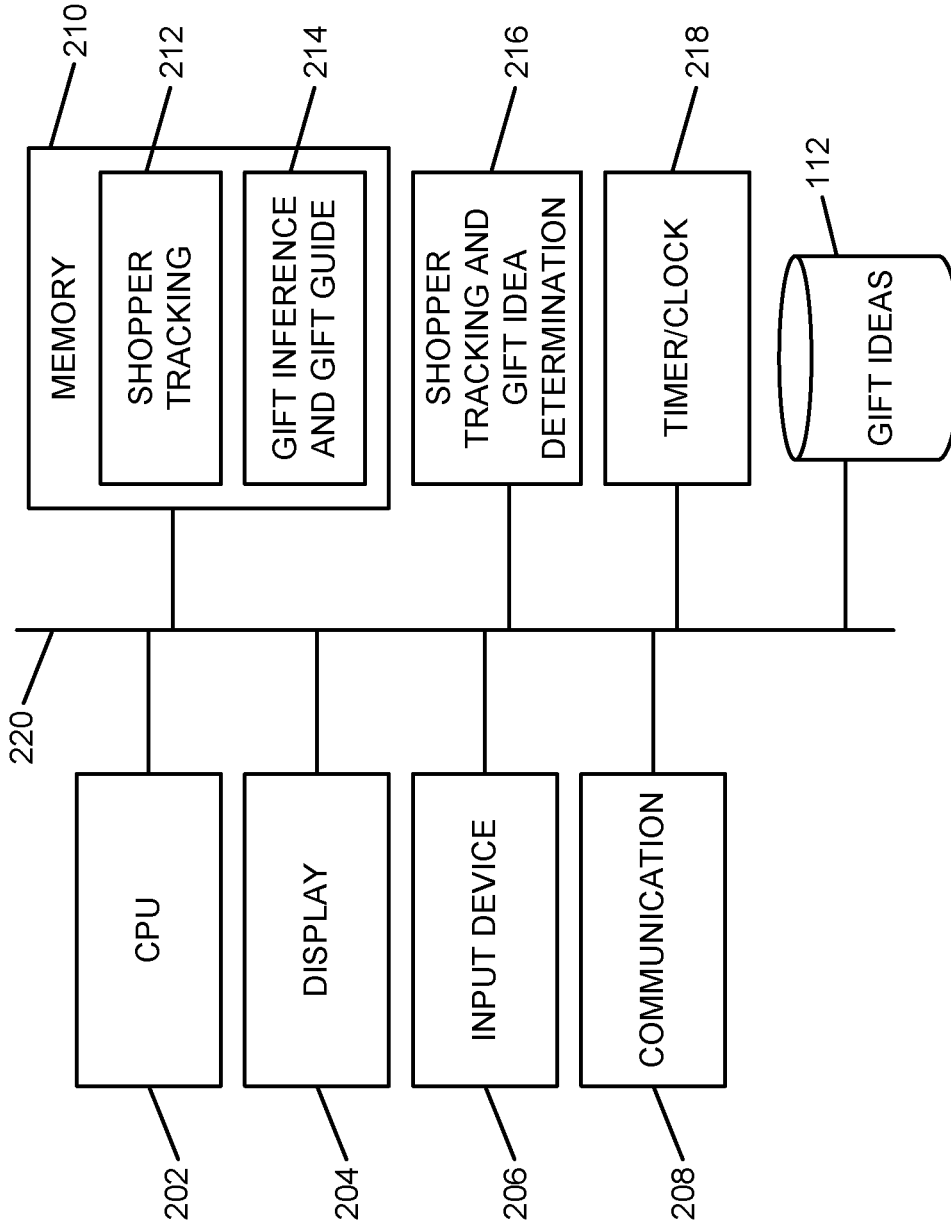 220
202
CPU
204
DISPLAY
206
INPUT DEVICE
208
COMMUNICATION
210
MEMORY
212
SHOPPER
TRACKING
214
GIFT INFERENCE
AND GIFT GUIDE
216
SHOPPER
TRACKING AND
GIFT IDEA
DETERMINATION
218
TIMER/CLOCK
112
GIFT IDEAS